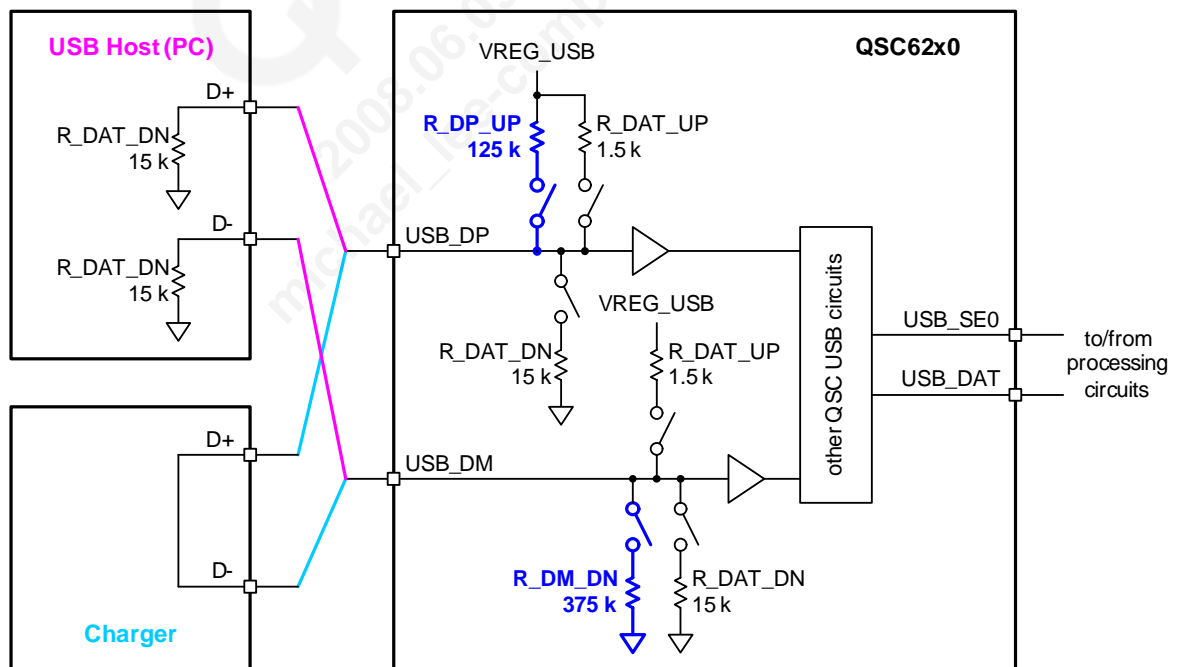 USB Host (PC)
D+
R_DAT_DN
15 k
D-
R_DAT_DN
15 k
D+
D-
Charger
QSC62x0
VREG_USB
R_DP_UP
125 k
R_DAT_UP
1.5 k
USB_DP
R_DAT_DN
15 k
VREG_USB
R_DAT_UP
1.5 k
USB_DM
R_DM_DN
375 k
R_DAT_DN
15 k
other QSC USB circuits
USB_SE0
USB_DAT
to/from
processing
circuits